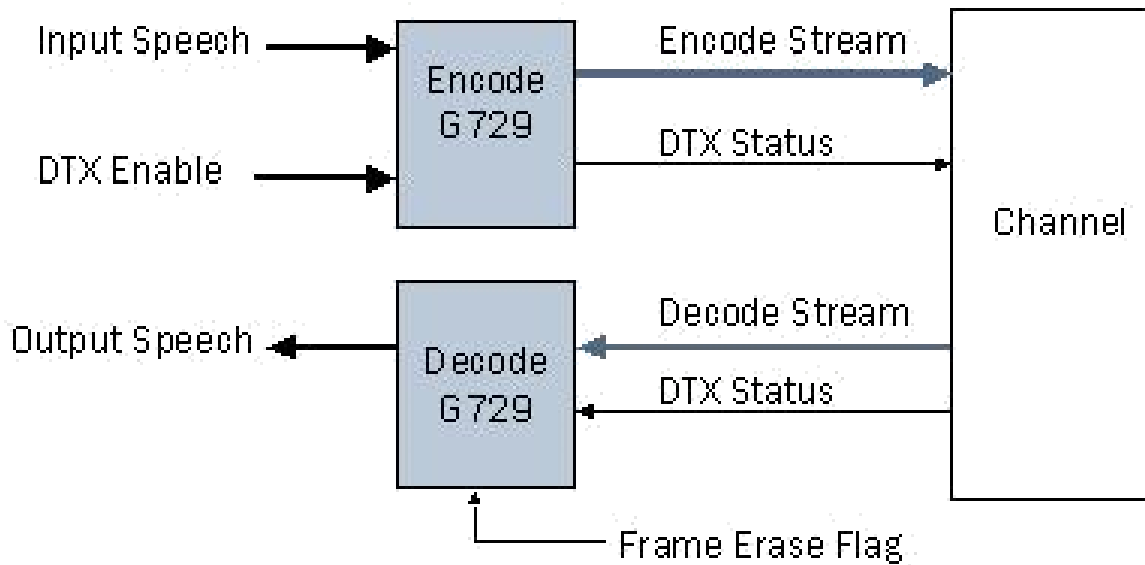 Input Speech
Encode Stream
Encode
G729
DTX Status
DTX Enable
Channel
Decode Stream
Output Speech
Decode
G729
DTX Status
Frame Erase Flag